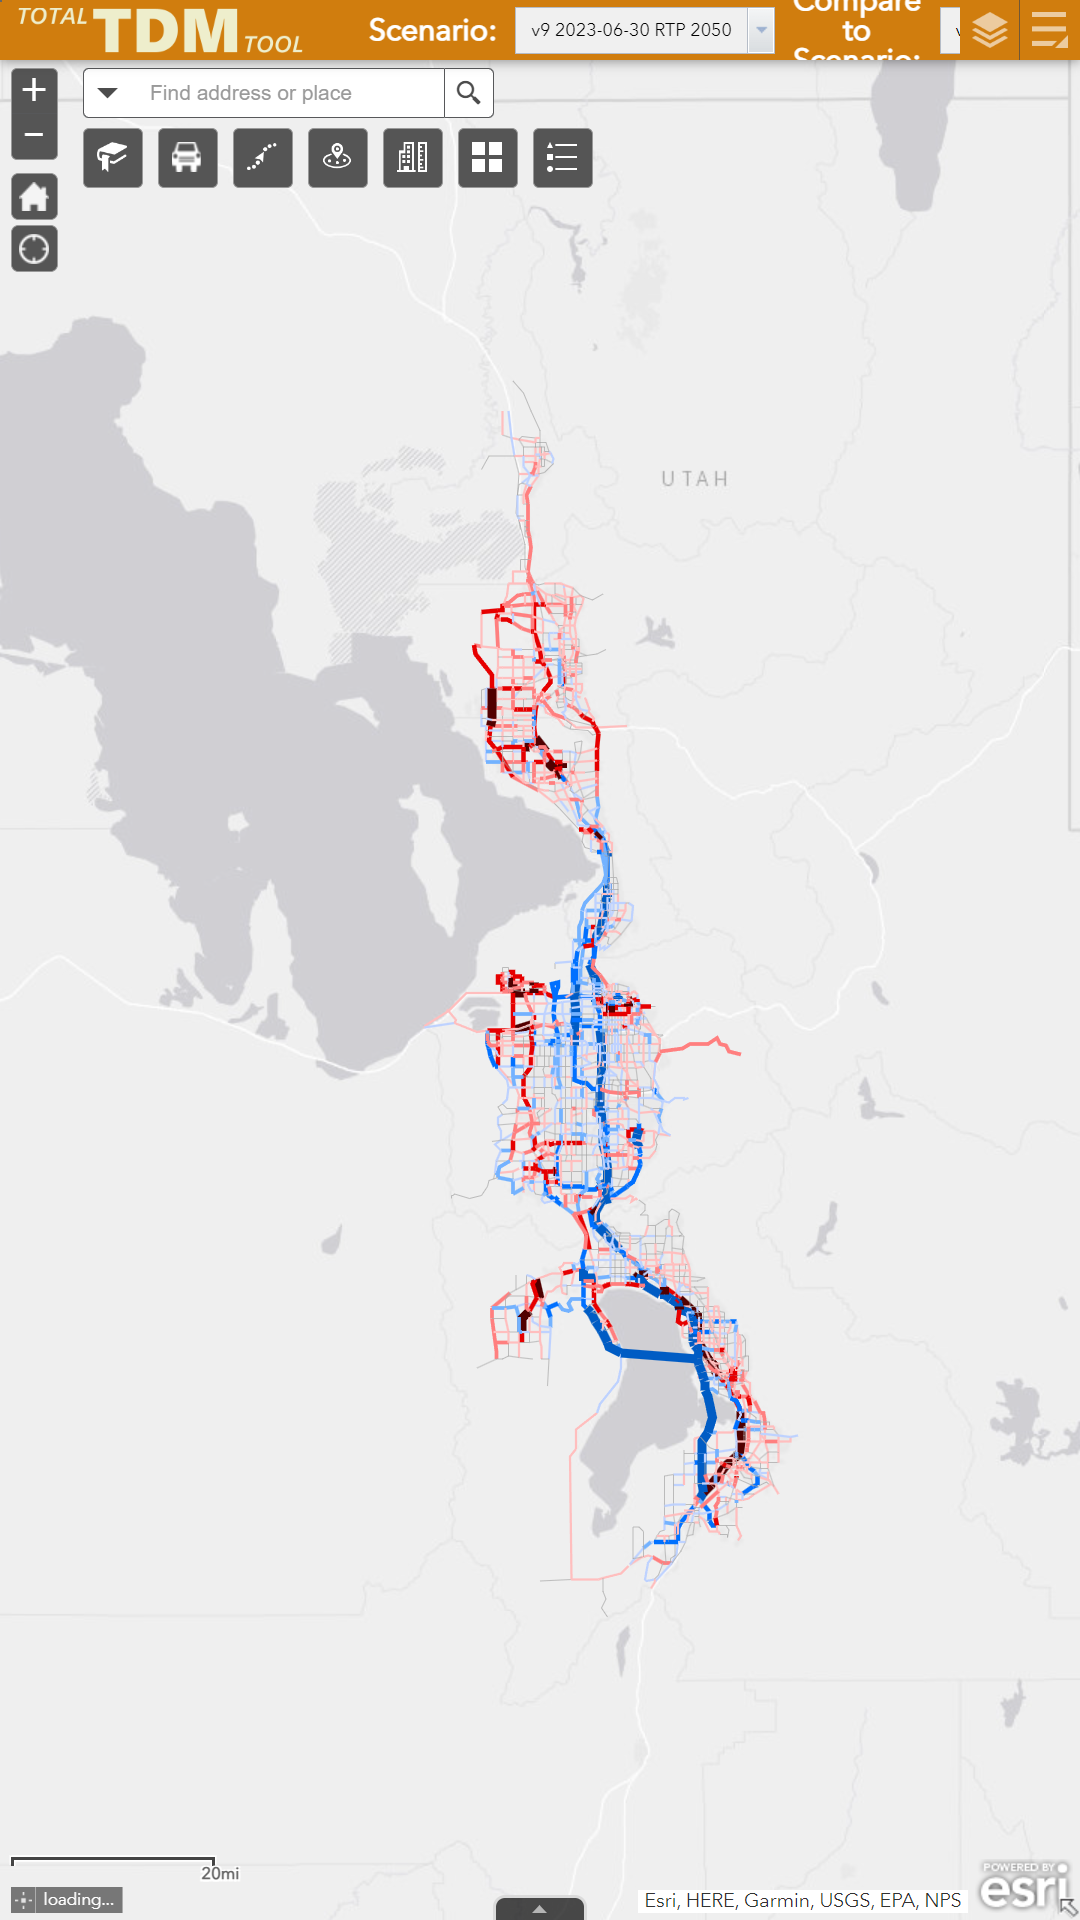 TOTAL TDM TOOL
Scenario:
v9 2023-06-30 RTP 2050
Compare
to
Scenario:
Find address or place
UTAH
20mi
loading...
Esri, HERE, Garmin, USGS, EPA, NPS
POWERED BY
esri